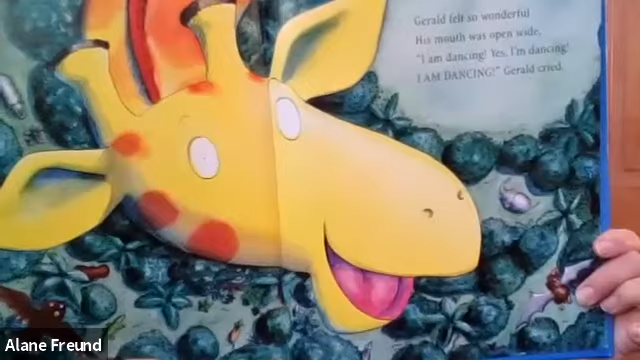 Gerald felt so wonderful
His mouth was open wide,
"I am dancing! Yes, I'm dancing!
I AM DANCING!" Gerald cried.
Alane Freund